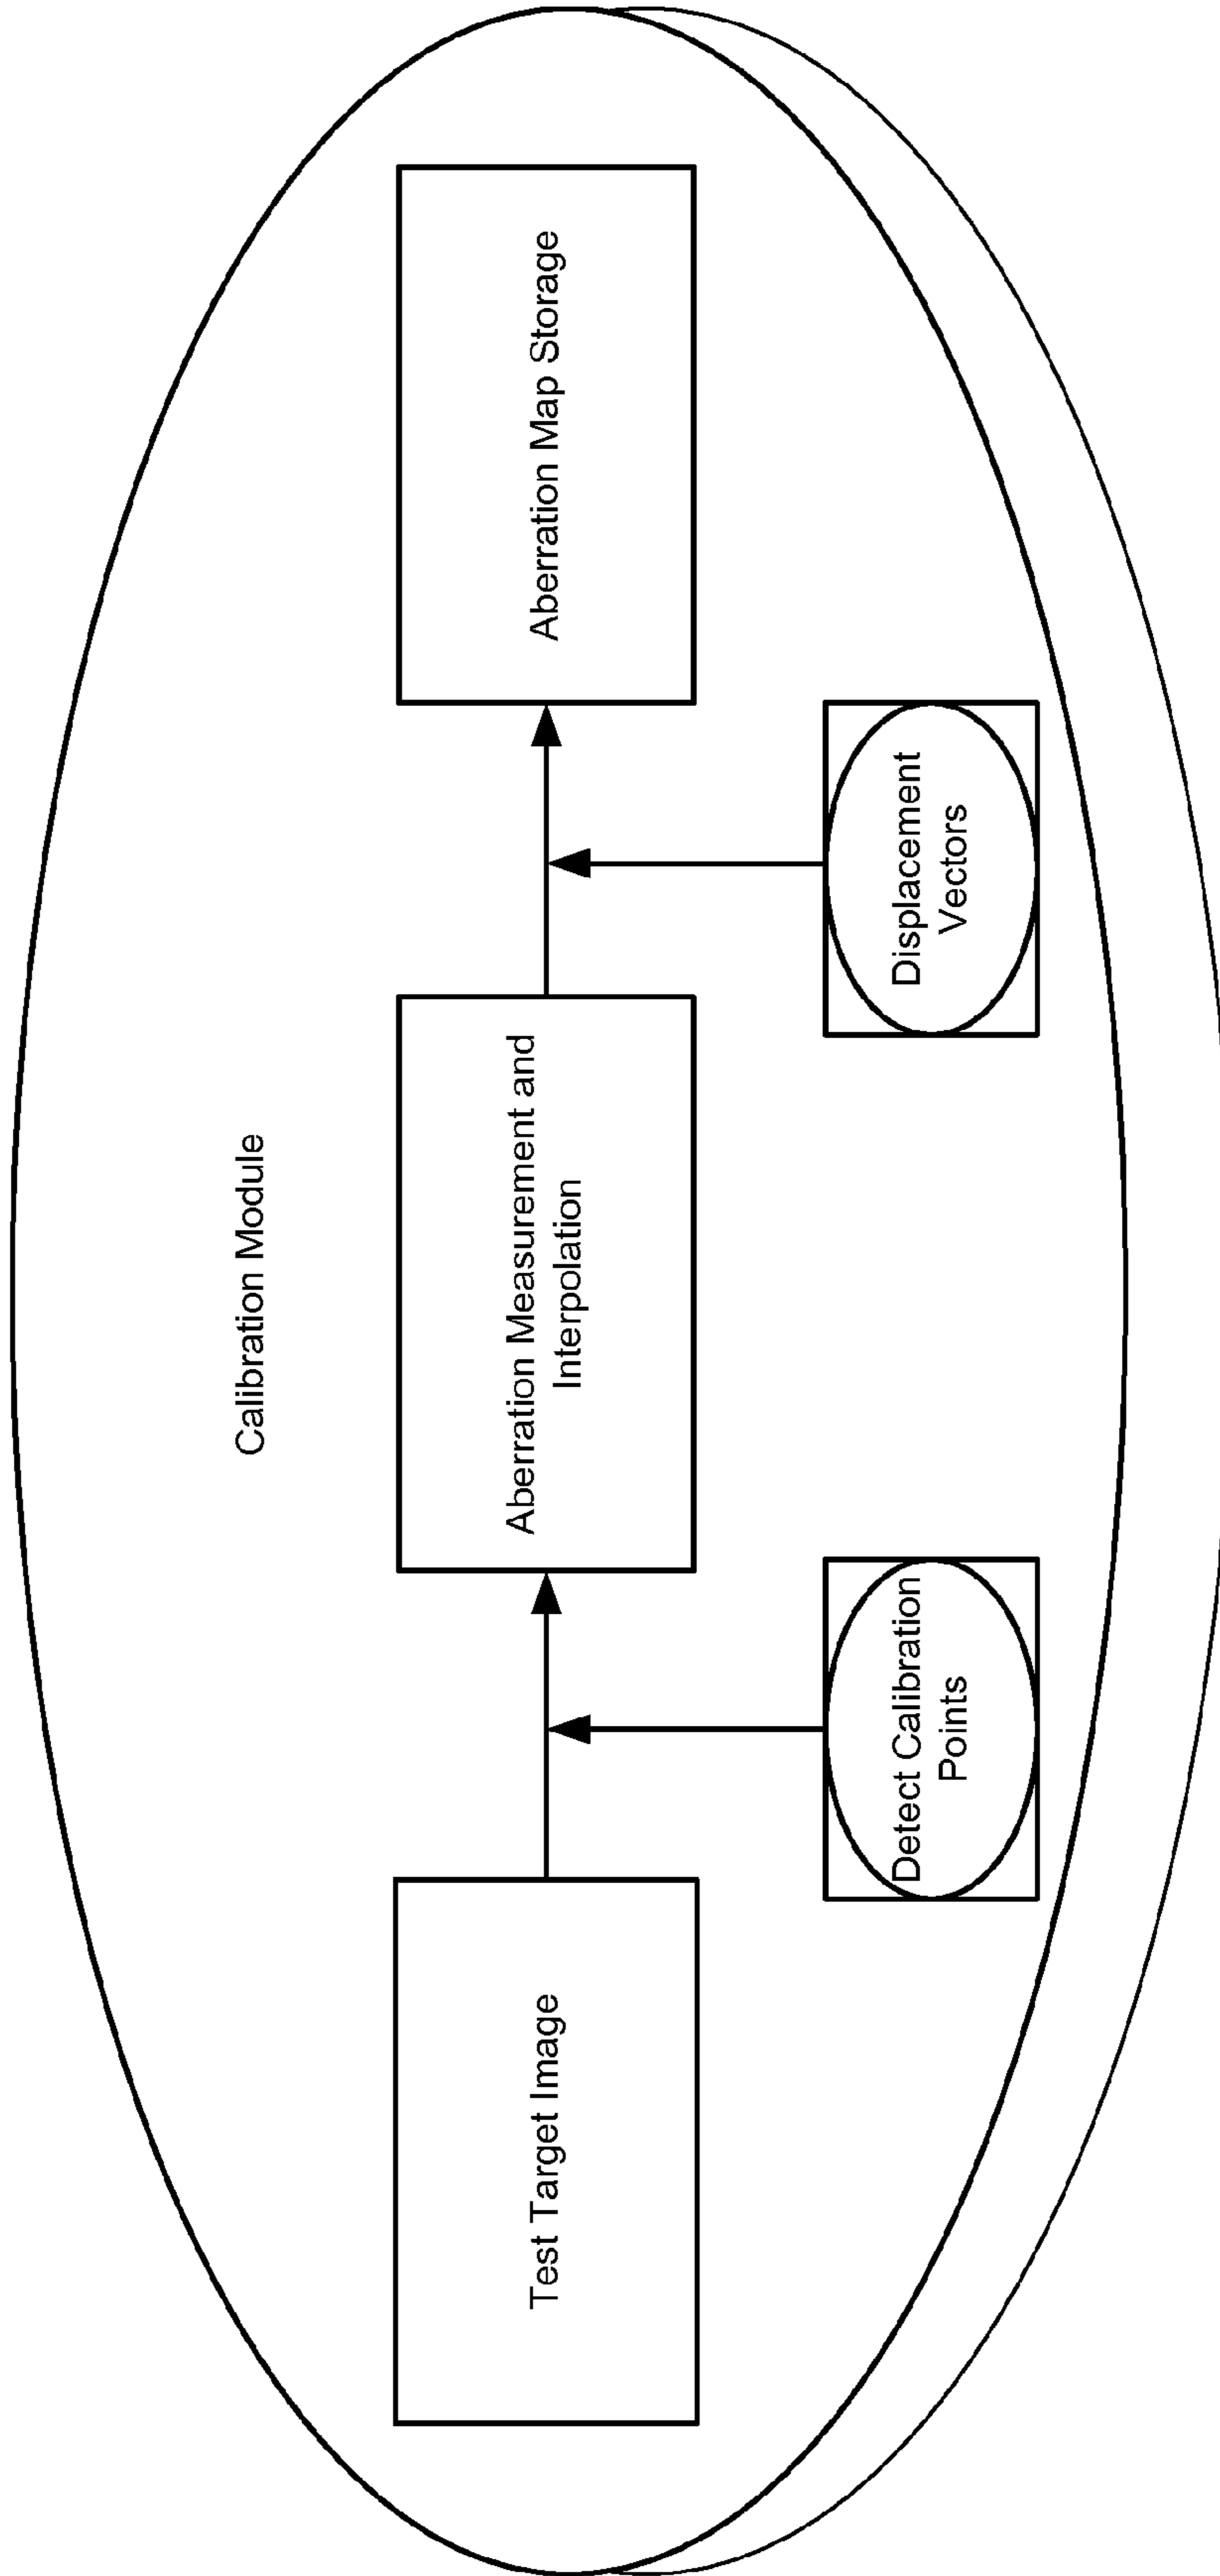 Calibration Module
Test Target Image
Aberration Measurement and
Interpolation
Aberration Map Storage
Detect Calibration
Points
Displacement
Vectors